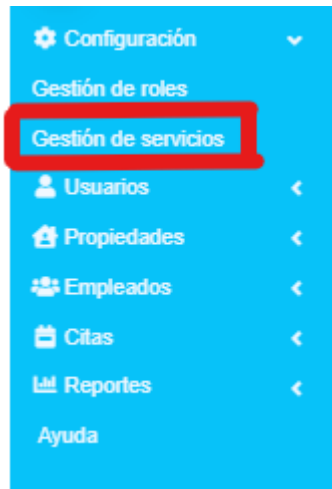 Configuración
Gestión de roles
Gestión de servicios
Usuarios
Propiedades
Empleados
Citas
Reportes
Ayuda